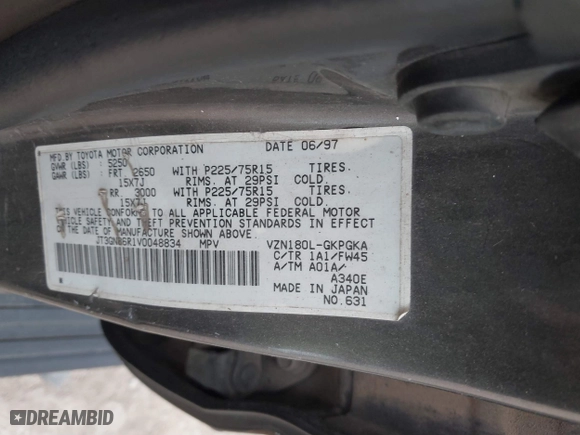 MFD.BY TOYOTA MOTOR CORPORATION DATE 06/97
GVWR (LBS) : 5250
GAWR (LBS) : FRT 2650 WITH P225/75R15 TIRES.
15X7J RIMS. AT 29PSI COLD.
RR. 3000 WITH P225/75R15 TIRES.
15X7J RIMS. AT 29PSI COLD.
THIS VEHICLE CONFORMS TO ALL APPLICABLE FEDERAL MOTOR
VEHICLE SAFETY AND THEFT PREVENTION STANDARDS IN EFFECT
ON THE DATE OF MANUFACTURE SHOWN ABOVE.
MPV VZN180L-GKPGKA
C/TR 1A1/FW45
A/TM A01A/
A340E
MADE IN JAPAN
NO.631
DREAMBID